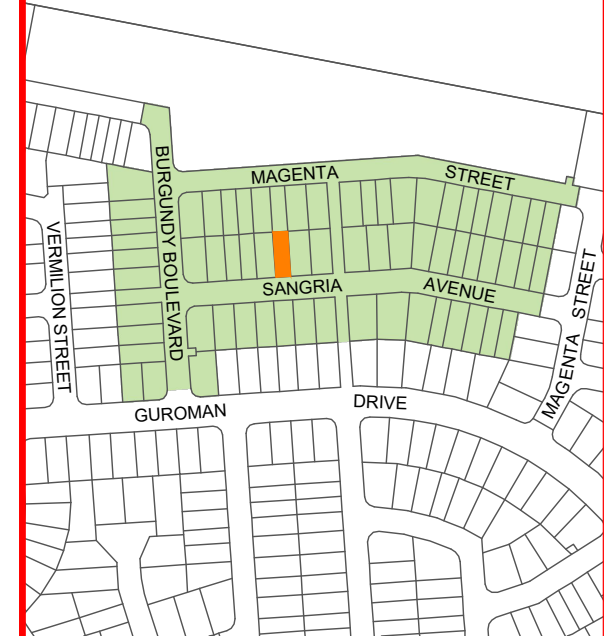 MAGENTA STREET
BURGUNDY BOULEVARD
VERMILION STREET
SANGRIA AVENUE
MAGENTA STREET
GUROMAN DRIVE